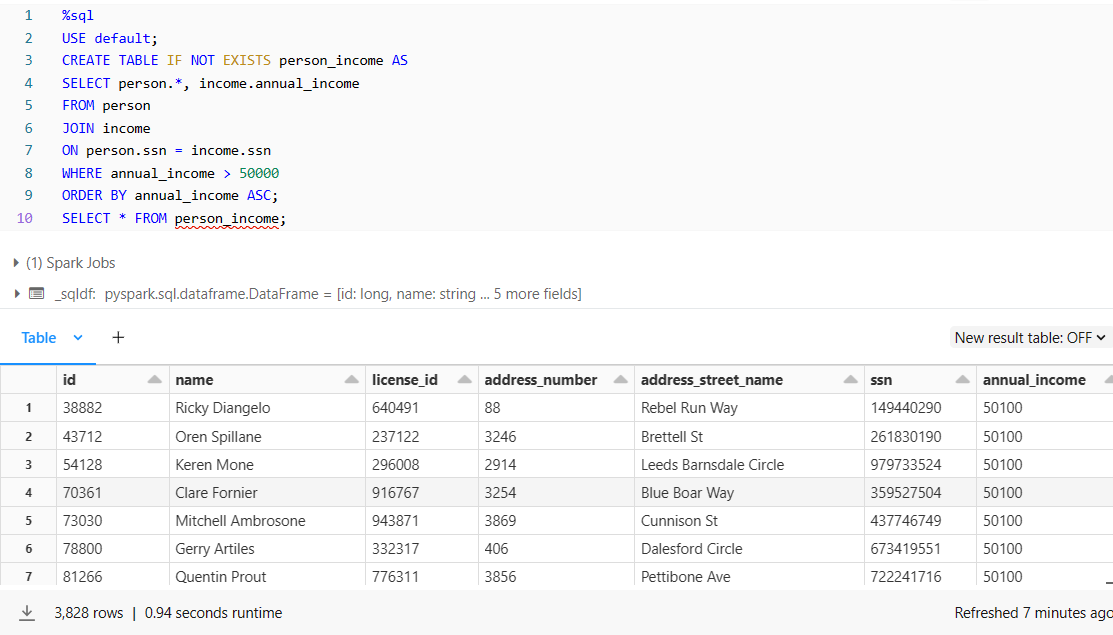 1 %sql
2 USE default;
3 CREATE TABLE IF NOT EXISTS person_income AS
4 SELECT person.*, income.annual_income
5 FROM person
6 JOIN income
7 ON person.ssn = income.ssn
8 WHERE annual_income > 50000
9 ORDER BY annual_income ASC;
10 SELECT * FROM person_income;
(1) Spark Jobs
_sqldf: pyspark.sql.dataframe.DataFrame = [id: long, name: string ... 5 more fields]
Table + New result table: OFF
id name license_id address_number address_street_name ssn annual_income
1 38882 Ricky Diangelo 640491 88 Rebel Run Way 149440290 50100
2 43712 Oren Spillane 237122 3246 Brettell St 261830190 50100
3 54128 Keren Mone 296008 2914 Leeds Barnsdale Circle 979733524 50100
4 70361 Clare Fornier 916767 3254 Blue Boar Way 359527504 50100
5 73030 Mitchell Ambrosone 943871 3869 Cunnison St 437746749 50100
6 78800 Gerry Artiles 332317 406 Dalesford Circle 673419551 50100
7 81266 Quentin Prout 776311 3856 Pettibone Ave 722241716 50100
3,828 rows | 0.94 seconds runtime Refreshed 7 minutes ago